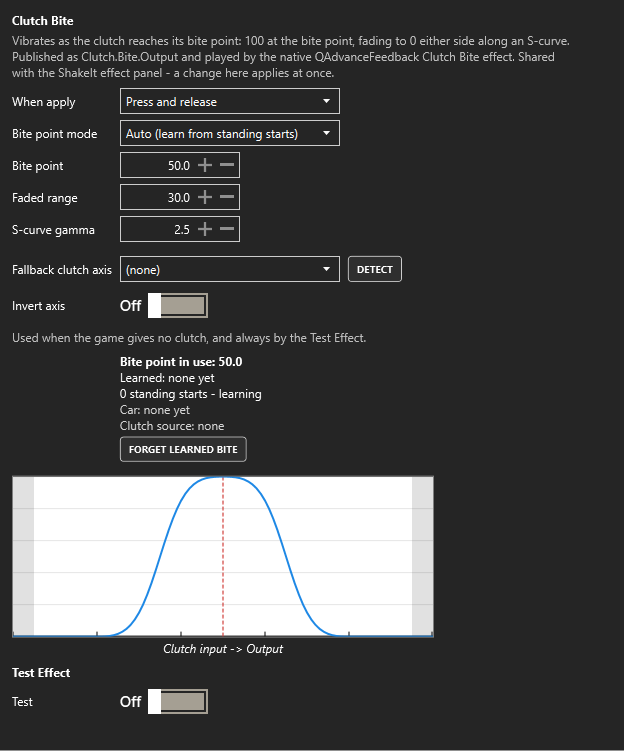 Clutch Bite
Vibrates as the clutch reaches its bite point: 100 at the bite point, fading to 0 either side along an S-curve.
Published as Clutch.Bite.Output and played by the native QAdvanceFeedback Clutch Bite effect. Shared
with the ShakeIt effect panel - a change here applies at once.
When apply Press and release
Bite point mode Auto (learn from standing starts)
Bite point 50.0
Faded range 30.0
S-curve gamma 2.5
Fallback clutch axis (none) DETECT
Invert axis Off
Used when the game gives no clutch, and always by the Test Effect.
Bite point in use: 50.0
Learned: none yet
0 standing starts - learning
Car: none yet
Clutch source: none
FORGET LEARNED BITE
Clutch input -> Output
Test Effect
Test Off